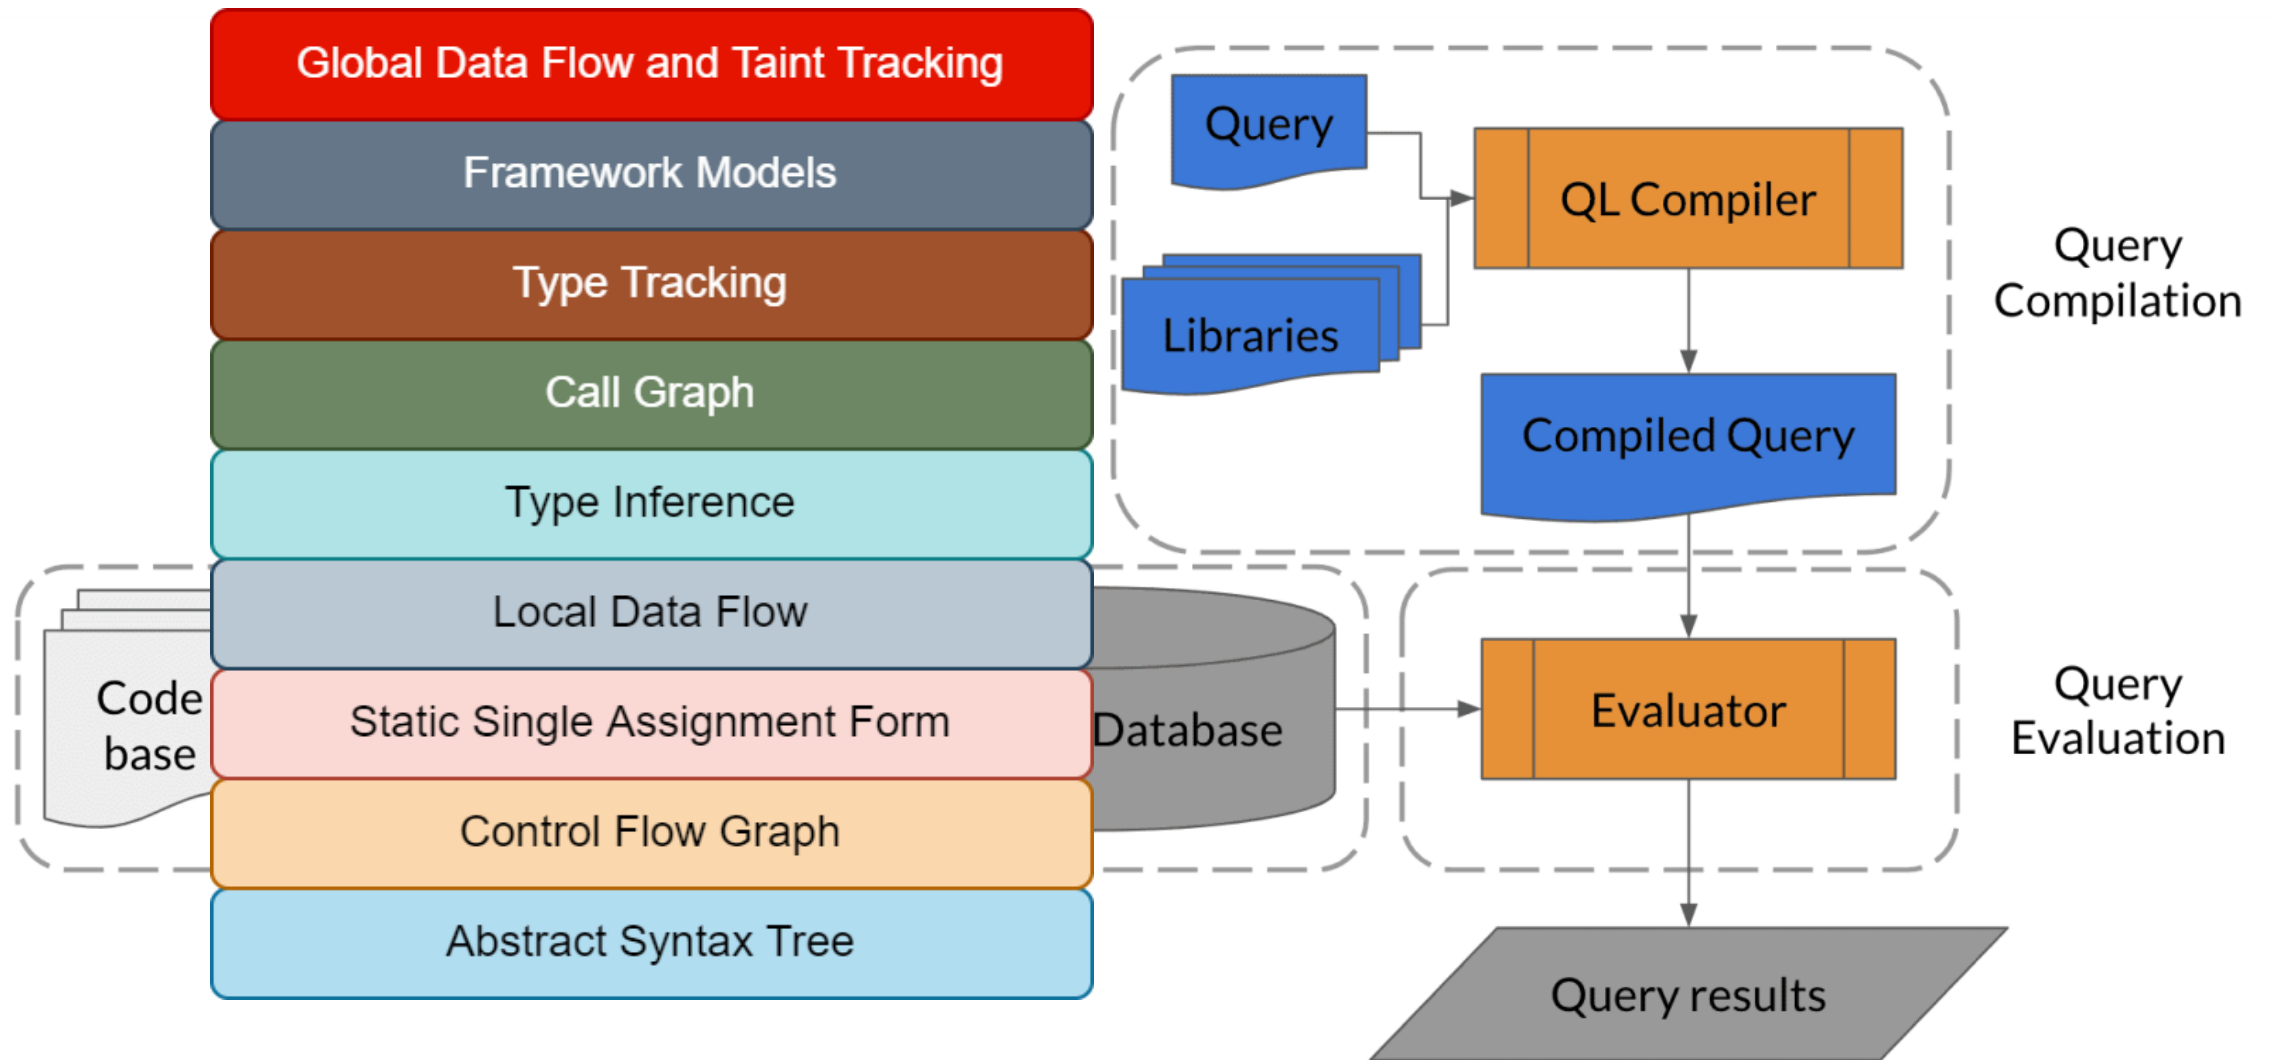 Global Data Flow and Taint Tracking
Framework Models
Type Tracking
Call Graph
Type Inference
Local Data Flow
Static Single Assignment Form
Control Flow Graph
Abstract Syntax Tree
Code
base
Database
Query
Libraries
QL Compiler
Compiled Query
Query
Compilation
Evaluator
Query
Evaluation
Query results